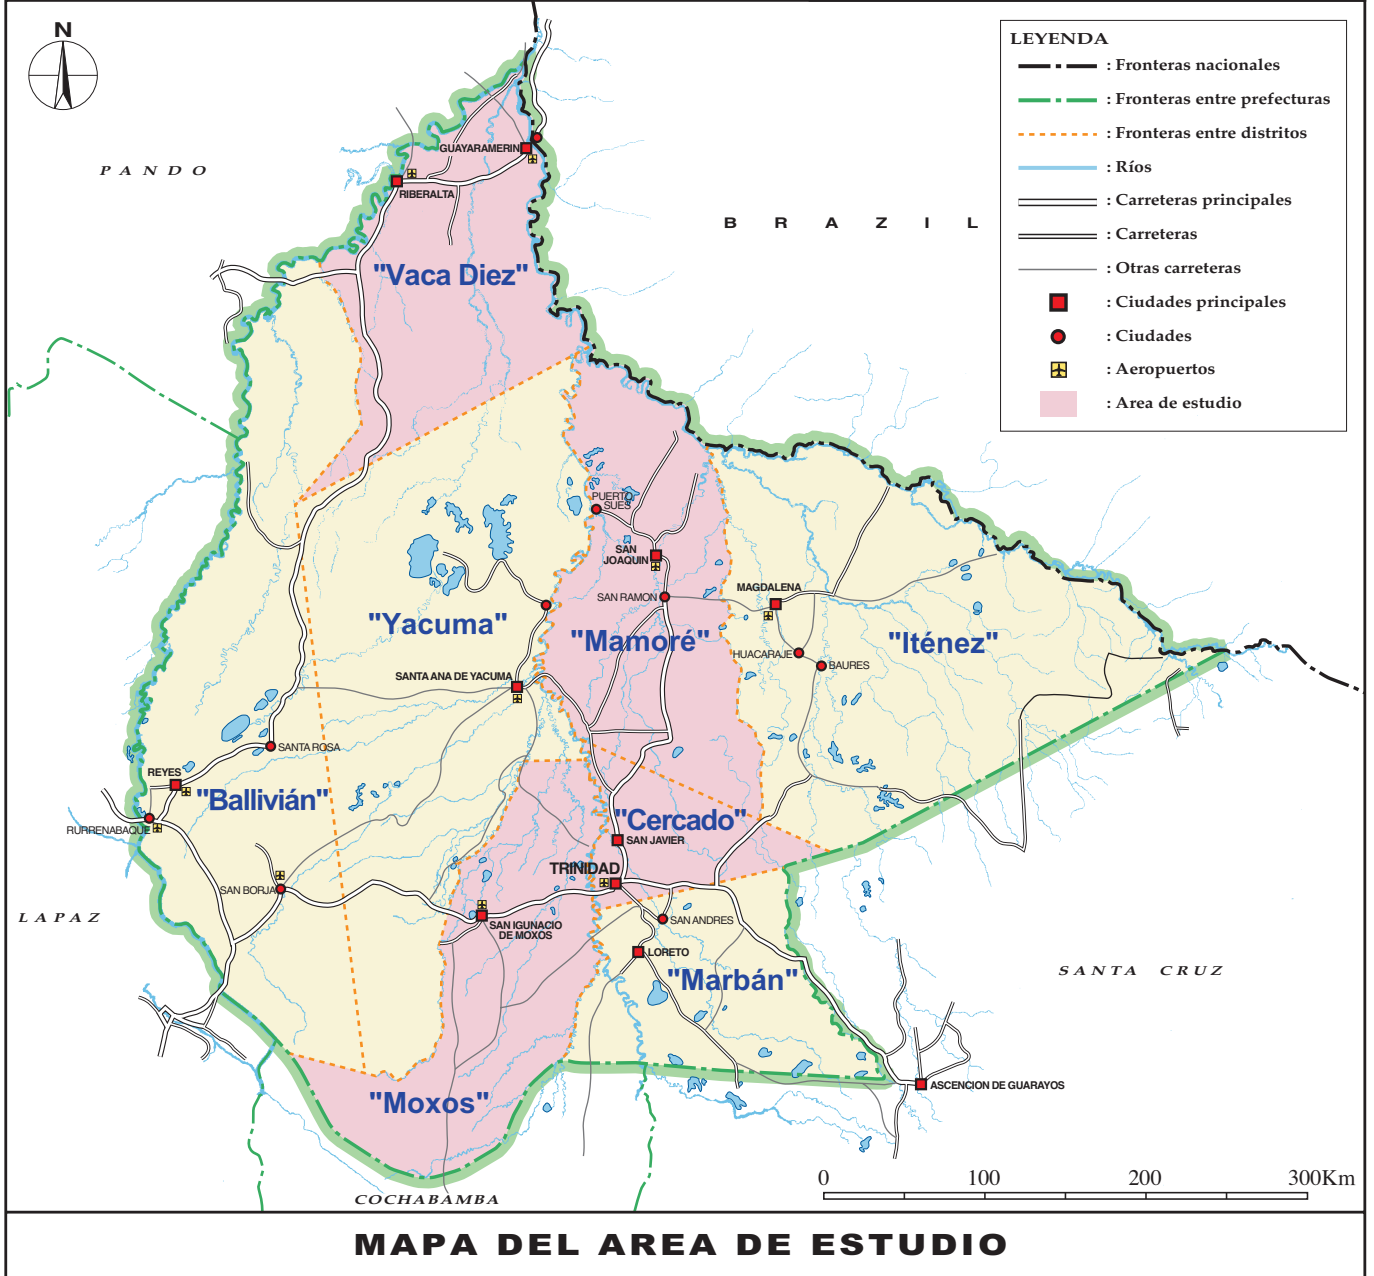 N
LEYENDA
: Fronteras nacionales
: Fronteras entre prefecturas
: Fronteras entre distritos
: Ríos
: Carreteras principales
: Carreteras
: Otras carreteras
: Ciudades principales
: Ciudades
: Aeropuertos
: Area de estudio
PANDO
BRAZIL
GUAYARAMERIN
RIBERALTA
"Vaca Diez"
PUERTO
SUES
SAN
JOAQUIN
SAN RAMON
MAGDALENA
"Yacuma"
"Mamoré"
"Iténez"
HUACARAJE
BAURES
SANTA ANA DE YACUMA
SANTA ROSA
REYES
"Ballivián"
RURRENABAQUE
"Cercado"
SAN JAVIER
TRINIDAD
SAN BORJA
SAN IGUNACIO
DE MOXOS
SAN ANDRES
LORETO
"Marbán"
LAPAZ
SANTA CRUZ
ASCENCION DE GUARAYOS
"Moxos"
COCHABAMBA
0 100 200 300Km
MAPA DEL AREA DE ESTUDIO